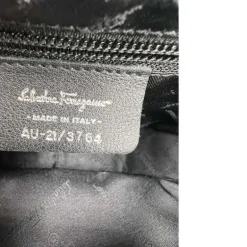 Salvatore Ferragamo
MADE IN ITALY
AU-21/3764